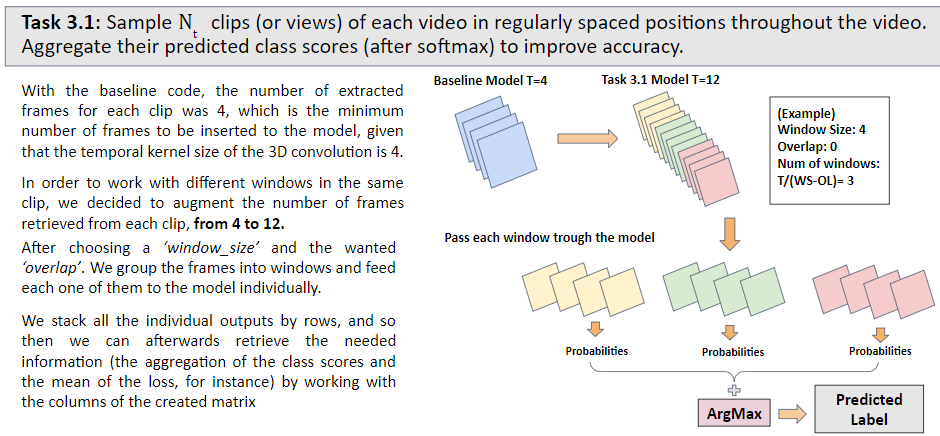 Task 3.1: Sample Nt clips (or views) of each video in regularly spaced positions throughout the video.
Aggregate their predicted class scores (after softmax) to improve accuracy.
With the baseline code, the number of extracted
frames for each clip was 4, which is the minimum
number of frames to be inserted to the model, given
that the temporal kernel size of the 3D convolution is 4.
In order to work with different windows in the same
clip, we decided to augment the number of frames
retrieved from each clip, from 4 to 12.
After choosing a ‘window_size’ and the wanted
‘overlap’. We group the frames into windows and feed
each one of them to the model individually.
We stack all the individual outputs by rows, and so
then we can afterwards retrieve the needed
information (the aggregation of the class scores and
the mean of the loss, for instance) by working with
the columns of the created matrix
Baseline Model T=4
Task 3.1 Model T=12
(Example)
Window Size: 4
Overlap: 0
Num of windows:
T/(WS-OL)= 3
Pass each window trough the model
Probabilities
Probabilities
Probabilities
ArgMax
Predicted
Label